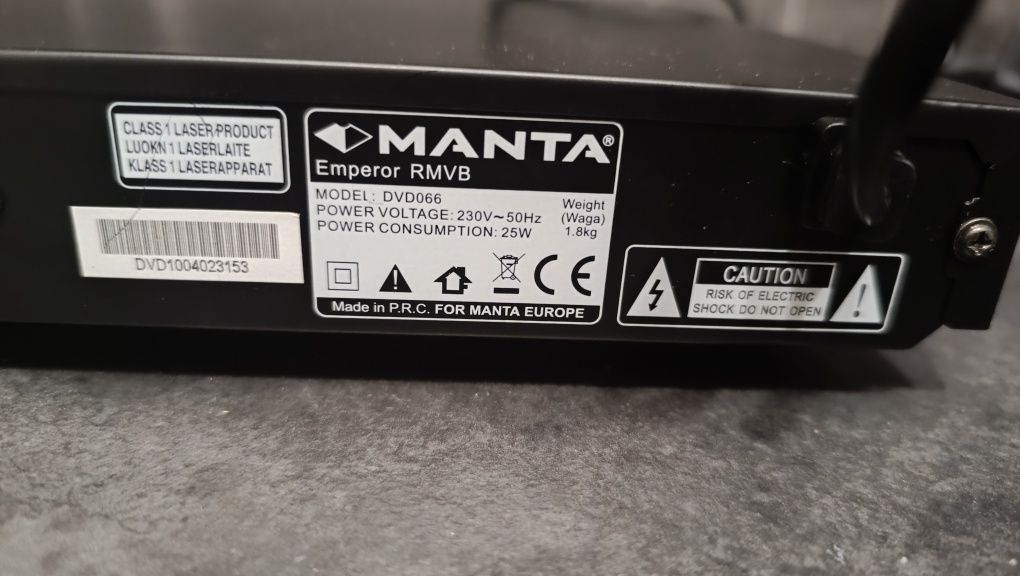 CLASS 1 LASER PRODUCT
LUOKN 1 LASERLAITE
KLASS 1 LASERAPPARAT
DVD1004023153
MANTA®
Emperor RMVB
MODEL: DVD066
POWER VOLTAGE: 230V~50Hz
POWER CONSUMPTION: 25W
Weight
(Waga)
1.8kg
CE
Made in P.R.C. FOR MANTA EUROPE
CAUTION
RISK OF ELECTRIC
SHOCK DO NOT OPEN